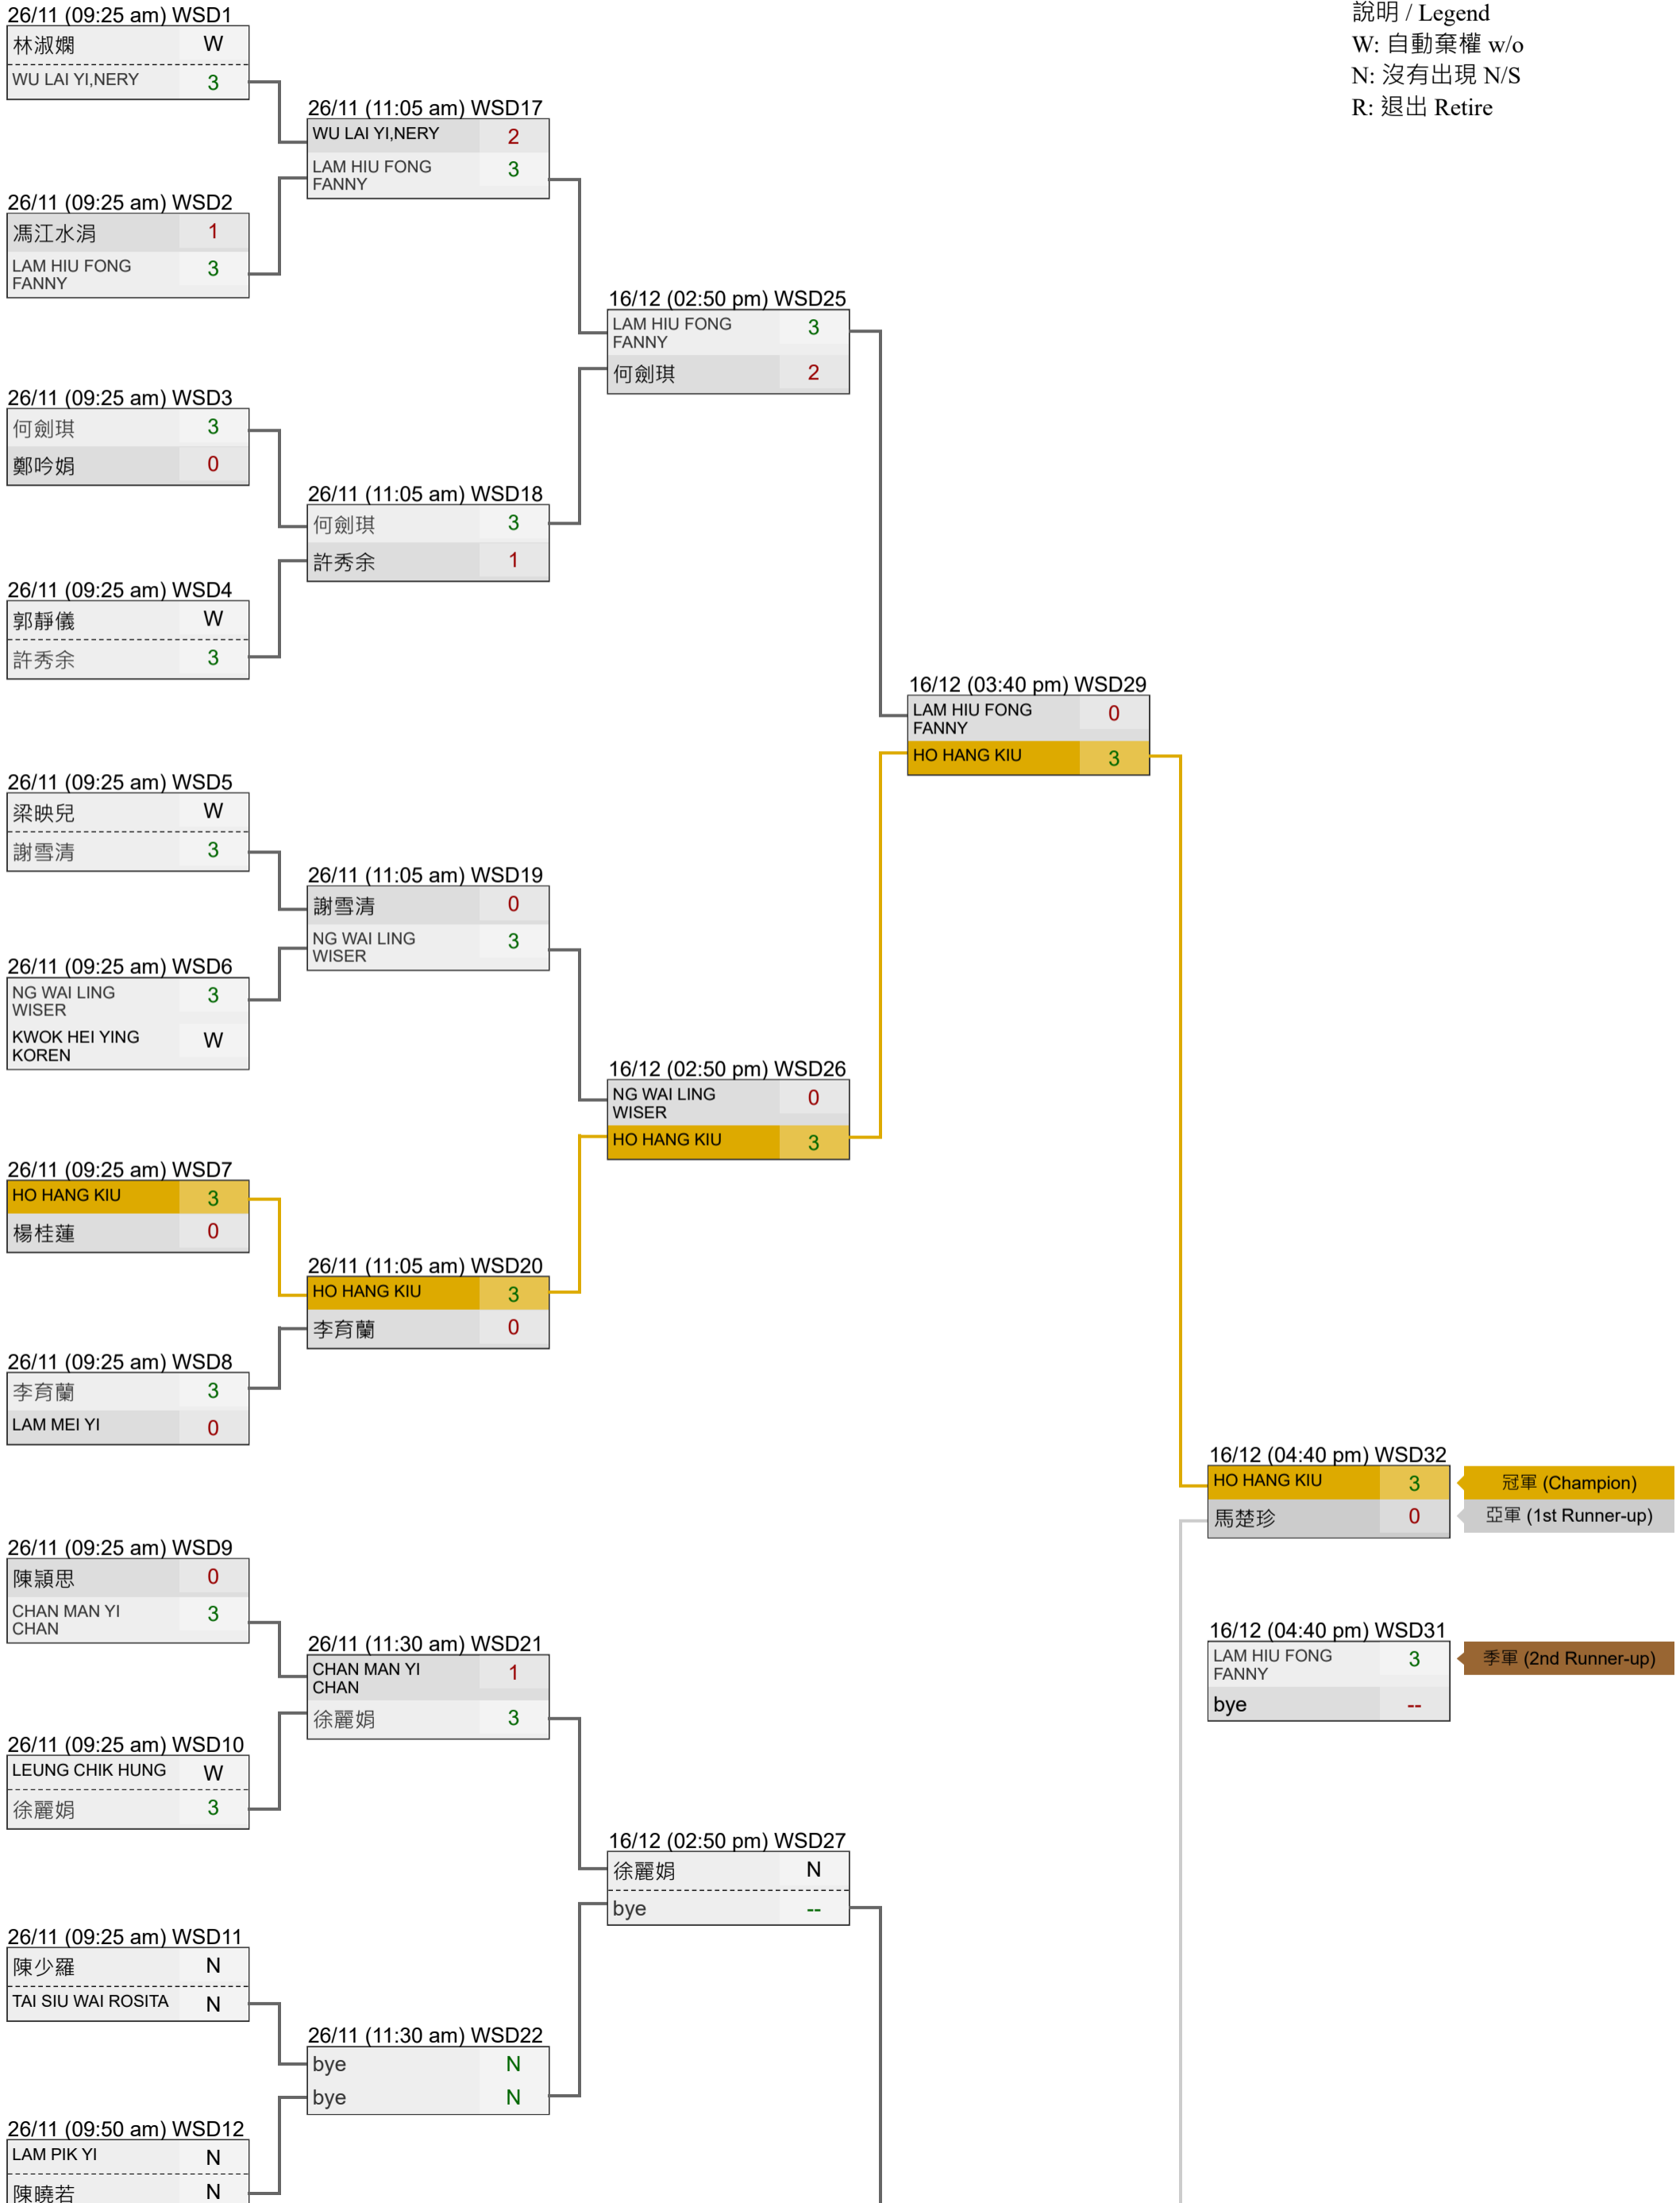 說明 / Legend
W: 自動棄權 w/o
N: 沒有出現 N/S
R: 退出 Retire
26/11 (09:25 am) WSD1
林淑嫻 W
WU LAI YI,NERY 3
26/11 (09:25 am) WSD2
馮江水涓 1
LAM HIU FONG
FANNY 3
26/11 (09:25 am) WSD3
何劍琪 3
鄭吟娟 0
26/11 (09:25 am) WSD4
郭靜儀 W
許秀余 3
26/11 (09:25 am) WSD5
梁映兒 W
謝雪清 3
26/11 (09:25 am) WSD6
NG WAI LING
WISER 3
KWOK HEI YING
KOREN W
26/11 (09:25 am) WSD7
HO HANG KIU 3
楊桂蓮 0
26/11 (09:25 am) WSD8
李育蘭 3
LAM MEI YI 0
26/11 (09:25 am) WSD9
陳頴思 0
CHAN MAN YI
CHAN 3
26/11 (09:25 am) WSD10
LEUNG CHIK HUNG W
徐麗娟 3
26/11 (09:25 am) WSD11
陳少羅 N
TAI SIU WAI ROSITA N
26/11 (09:50 am) WSD12
LAM PIK YI N
陳曉若 N
26/11 (11:05 am) WSD17
WU LAI YI,NERY 2
LAM HIU FONG
FANNY 3
26/11 (11:05 am) WSD18
何劍琪 3
許秀余 1
26/11 (11:05 am) WSD19
謝雪清 0
NG WAI LING
WISER 3
26/11 (11:05 am) WSD20
HO HANG KIU 3
李育蘭 0
26/11 (11:30 am) WSD21
CHAN MAN YI
CHAN 1
徐麗娟 3
26/11 (11:30 am) WSD22
bye N
bye N
16/12 (02:50 pm) WSD25
LAM HIU FONG
FANNY 3
何劍琪 2
16/12 (02:50 pm) WSD26
NG WAI LING
WISER 0
HO HANG KIU 3
16/12 (02:50 pm) WSD27
徐麗娟 N
bye --
16/12 (03:40 pm) WSD29
LAM HIU FONG
FANNY 0
HO HANG KIU 3
16/12 (04:40 pm) WSD32
HO HANG KIU 3 冠軍 (Champion)
馬楚珍 0 亞軍 (1st Runner-up)
16/12 (04:40 pm) WSD31
LAM HIU FONG
FANNY 3 季軍 (2nd Runner-up)
bye --